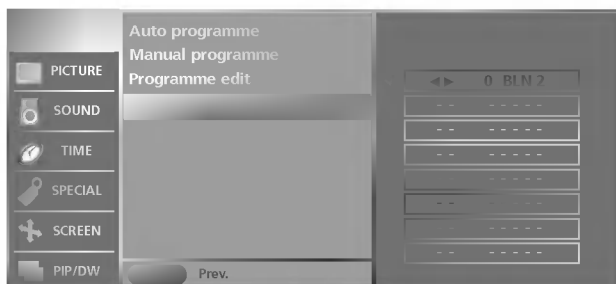 Auto programme
Manual programme
Programme edit
PICTURE
SOUND
TIME
SPECIAL
SCREEN
PIP/DW
Prev.
◀▶ 0 BLN 2
- - - - - - -
- - - - - - -
- - - - - - -
- - - - - - -
- - - - - - -
- - - - - - -
- - - - - - -